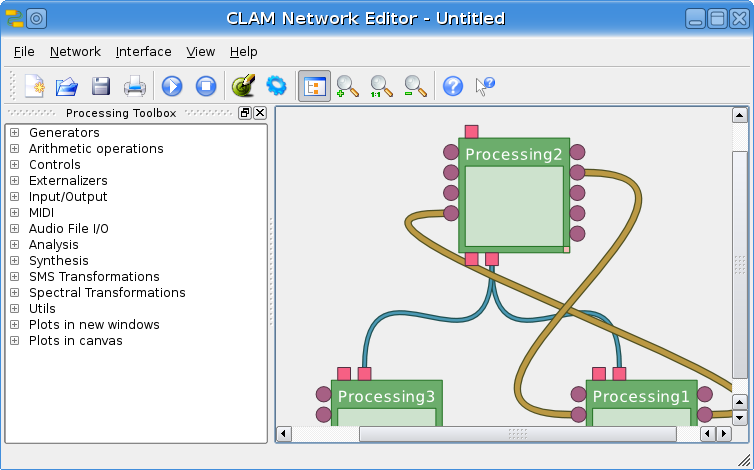 CLAM Network Editor - Untitled
File Network Interface View Help
1:1
Processing Toolbox
Generators
Arithmetic operations
Controls
Externalizers
Input/Output
MIDI
Audio File I/O
Analysis
Synthesis
SMS Transformations
Spectral Transformations
Utils
Plots in new windows
Plots in canvas
Processing2
Processing3
Processing1